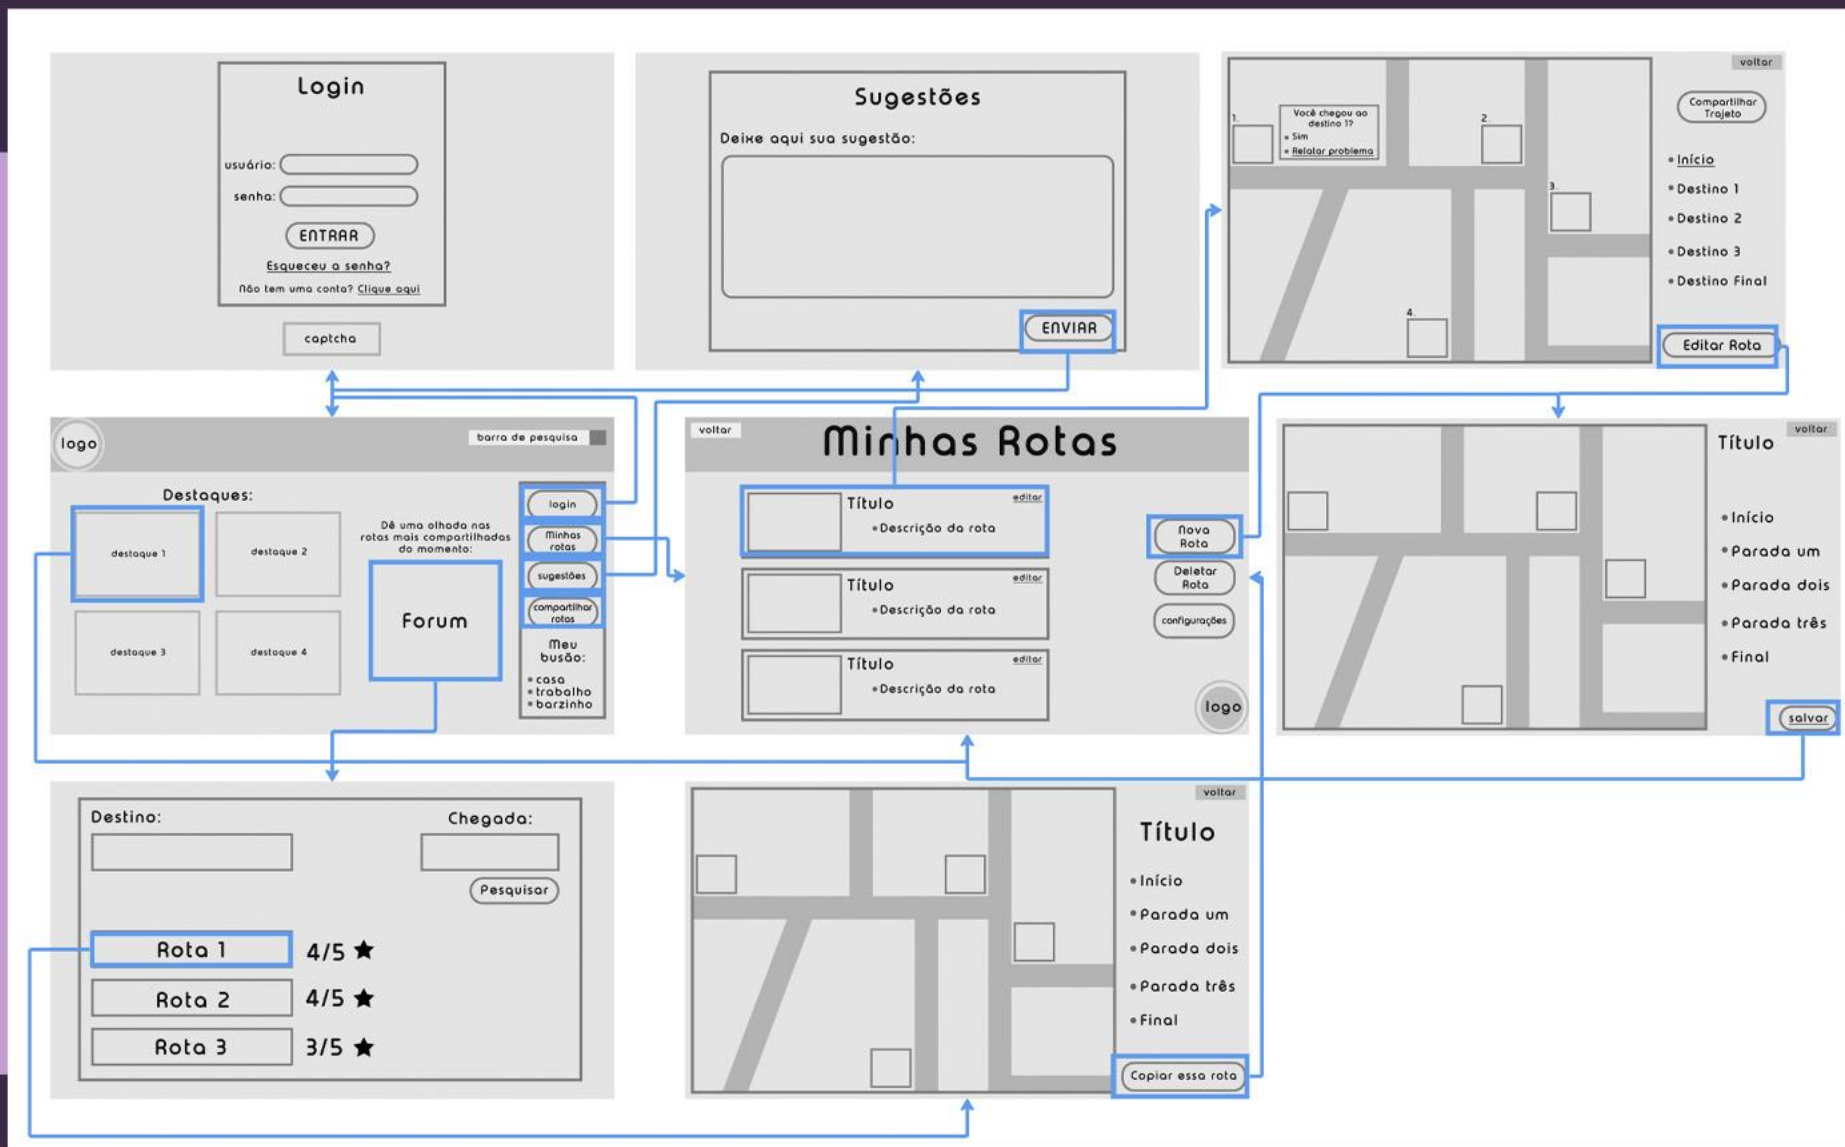 Login
usuário:
senha:
ENTRAR
Esqueceu a senha?
Não tem uma conta? Clique aqui
captcha
Sugestões
Deixe aqui sua sugestão:
ENVIAR
voltar
Compartilhar
Trajeto
1.
Você chegou ao
destino 1?
Sim
Relatar problema
2.
3.
4.
Início
Destino 1
Destino 2
Destino 3
Destino Final
Editar Rota
logo
barra de pesquisa
Destaques:
destaque 1
destaque 2
destaque 3
destaque 4
Dê uma olhada nas
rotas mais compartilhadas
do momento:
Forum
login
Minhas
rotas
sugestões
compartilhar
rotas
Meu
busão:
casa
trabalho
barzinho
voltar
Minhas Rotas
Título
editar
Descrição da rota
Título
editar
Descrição da rota
Título
editar
Descrição da rota
Nova
Rota
Deletar
Rota
configurações
logo
voltar
Título
Início
Parada um
Parada dois
Parada três
Final
salvar
Destino:
Chegada:
Pesquisar
Rota 1 4/5 ★
Rota 2 4/5 ★
Rota 3 3/5 ★
voltar
Título
Início
Parada um
Parada dois
Parada três
Final
Copiar essa rota